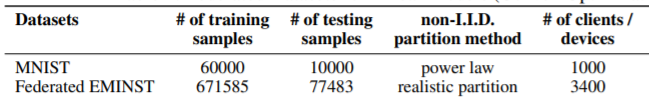 Datasets # of training # of testing non-I.I.D. # of clients /
samples samples partition method devices
MNIST 60000 10000 power law 1000
Federated EMINST 671585 77483 realistic partition 3400